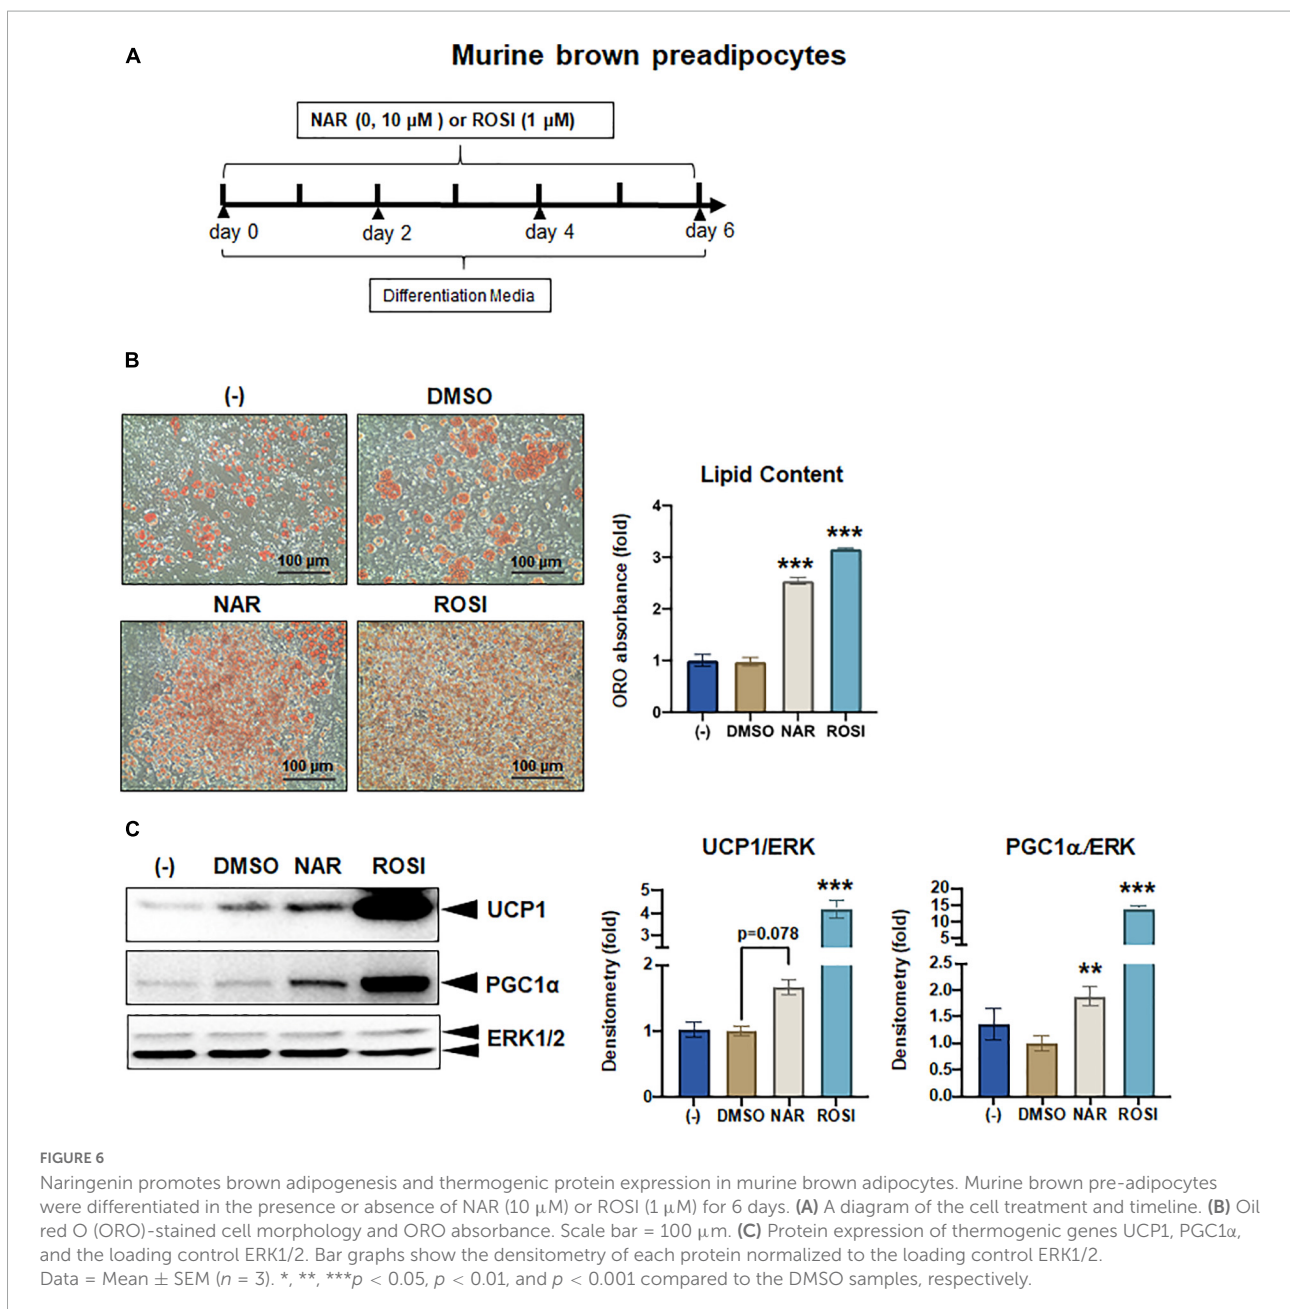 A
Murine brown preadipocytes
NAR (0, 10 µM ) or ROSI (1 µM)
day 0
day 2
day 4
day 6
Differentiation Media
B
(-)
DMSO
100 µm
100 µm
NAR
ROSI
100 µm
100 µm
Lipid Content
ORO absorbance (fold)
4
3
2
1
0
***
***
(-)
DMSO
NAR
ROSI
C
(-)
DMSO
NAR
ROSI
UCP1
PGC1α
ERK1/2
UCP1/ERK
Densitometry (fold)
5
4
3
2
1
0
p=0.078
***
(-)
DMSO
NAR
ROSI
PGC1α/ERK
Densitometry (fold)
20
15
10
5
2.5
2.0
1.5
1.0
0.5
0.0
**
***
(-)
DMSO
NAR
ROSI
FIGURE 6
Naringenin promotes brown adipogenesis and thermogenic protein expression in murine brown adipocytes. Murine brown pre-adipocytes
were differentiated in the presence or absence of NAR (10 µM) or ROSI (1 µM) for 6 days. (A) A diagram of the cell treatment and timeline. (B) Oil
red O (ORO)-stained cell morphology and ORO absorbance. Scale bar = 100 µm. (C) Protein expression of thermogenic genes UCP1, PGC1α,
and the loading control ERK1/2. Bar graphs show the densitometry of each protein normalized to the loading control ERK1/2.
Data = Mean ± SEM (n = 3). *, **, ***p < 0.05, p < 0.01, and p < 0.001 compared to the DMSO samples, respectively.